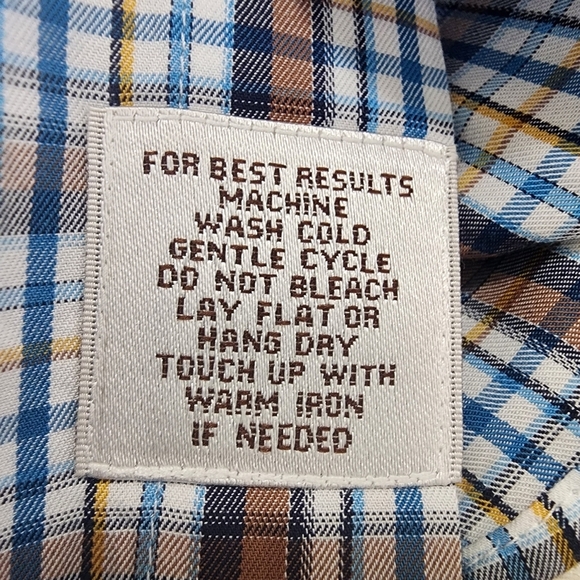 FOR BEST RESULTS
MACHINE
WASH COLD
GENTLE CYCLE
DO NOT BLEACH
LAY FLAT OR
HANG DRY
TOUCH UP WITH
WARM IRON
IF NEEDED